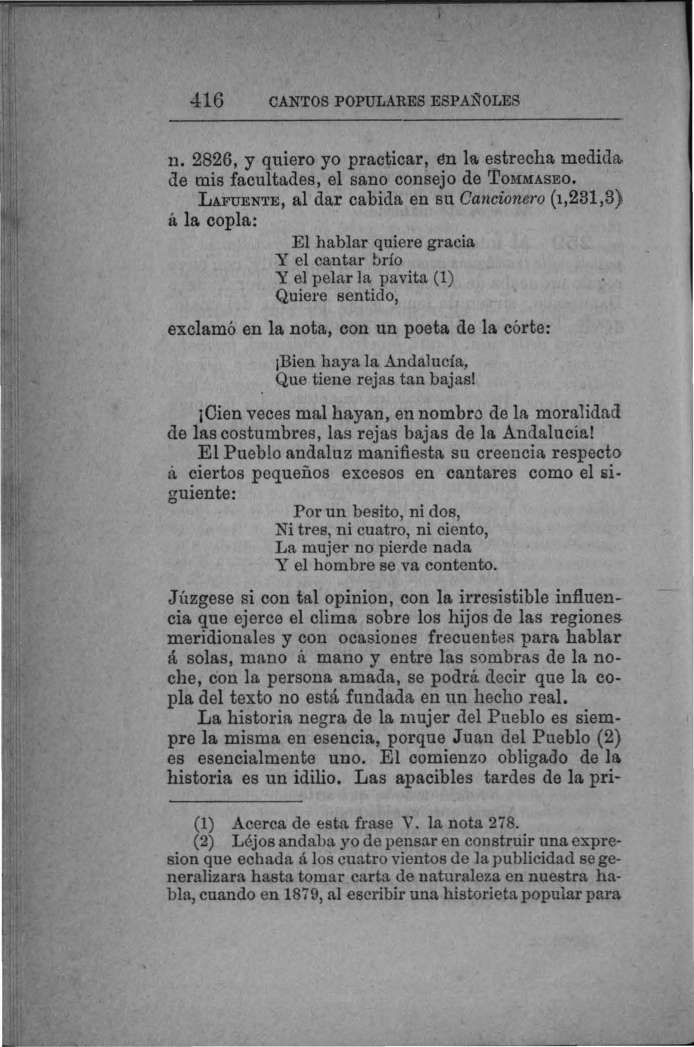 416 CANTOS POPULARES ESPAÑOLES
n. 2826, y quiero yo practicar, en la estrecha medida
de mis facultades, el sano consejo de TOMMASEO.
LAFUENTE, al dar cabida en su Cancionero (I,231,3)
á la copla:
El hablar quiere gracia
Y el cantar brío
Y el pelar la pavita (1)
Quiere sentido,
exclamó en la nota, con un poeta de la córte:
¡Bien haya la Andalucía,
Que tiene rejas tan bajas!
¡Cien veces mal hayan, en nombre de la moralidad
de las costumbres, las rejas bajas de la Andalucia!
El Pueblo andaluz manifiesta su creencia respecto
á ciertos pequeños excesos en cantares como el si-
guiente:
Por un besito, ni dos,
Ni tres, ni cuatro, ni ciento,
La mujer no pierde nada
Y el hombre se va contento.
Júzgese si con tal opinion, con la irresistible influen-
cia que ejerce el clima sobre los hijos de las regiones
meridionales y con ocasiones frecuentes para hablar
á solas, mano á mano y entre las sombras de la no-
che, con la persona amada, se podrá decir que la co-
pla del texto no está fundada en un hecho real.
La historia negra de la mujer del Pueblo es siem-
pre la misma en esencia, porque Juan del Pueblo (2)
es esencialmente uno. El comienzo obligado de la
historia es un idilio. Las apacibles tardes de la pri-
(1) Acerca de esta frase V. la nota 278.
(2) Léjos andaba yo de pensar en construir una expre-
sion que echada á los cuatro vientos de la publicidad se ge-
neralizara hasta tomar carta de naturaleza en nuestra ha-
bla, cuando en 1879, al escribir una historieta popular para